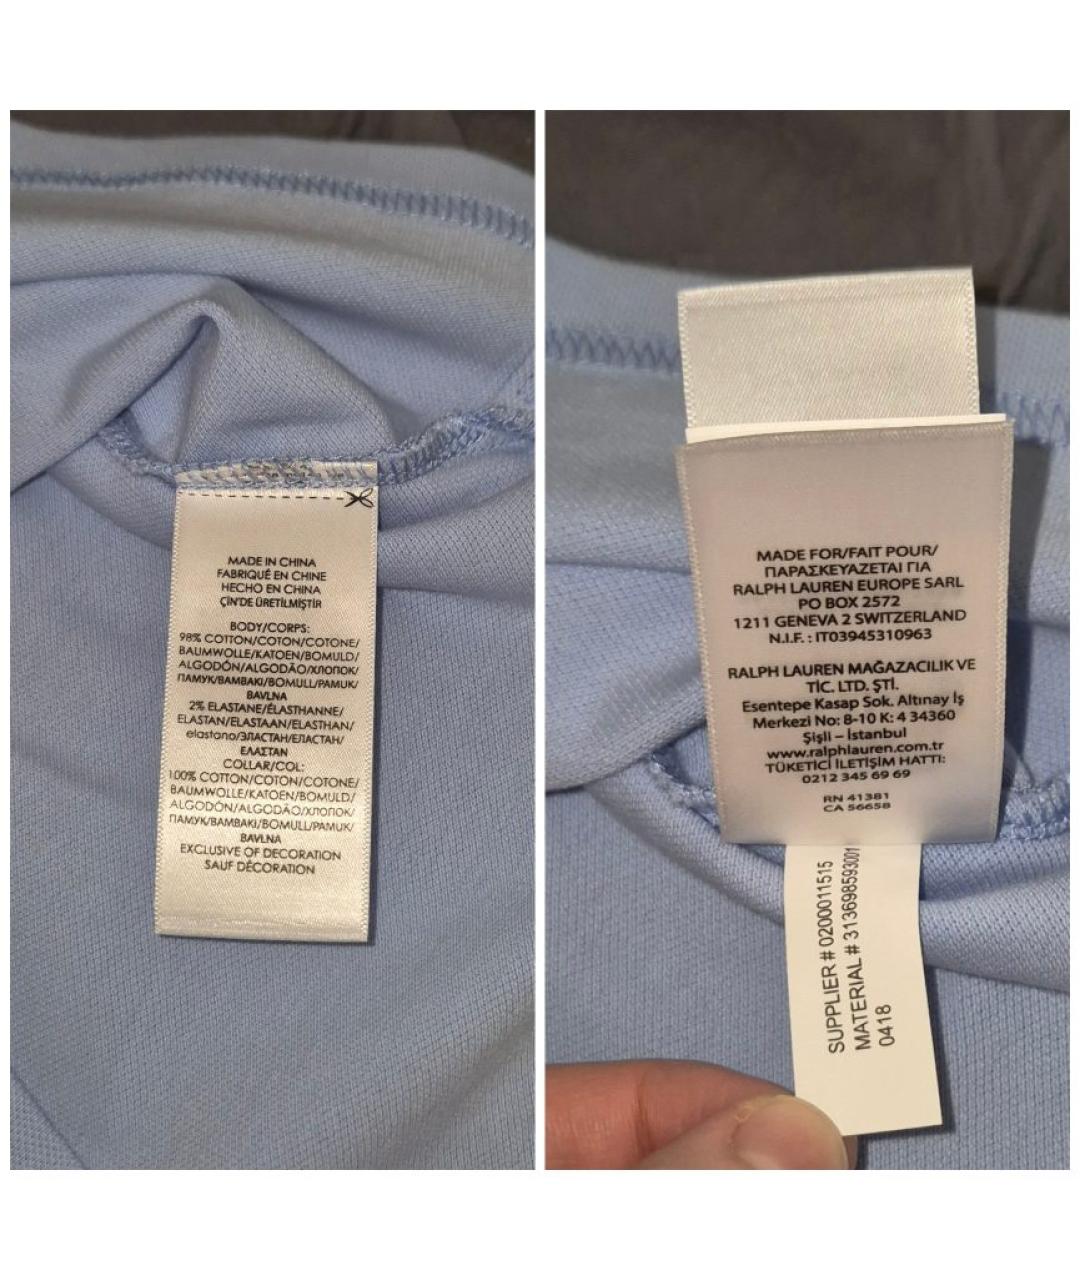 MADE IN CHINA
FABRIQUÉ EN CHINE
HECHO EN CHINA
ÇİN'DE ÜRETİLMİŞTİR
BODY/CORPS:
98% COTTON/COTON/COTONE/
BAUMWOLLE/KATOEN/BOMULD/
ALGODÓN/ALGODÃO/ХЛОПОК/
ПАМУК/BAMBAKI/BOMULL/PAMUK/
BAVLNA
2% ELASTANE/ÉLASTHANNE/
ELASTAN/ELASTAAN/ELASTHAN/
elastano/ЭЛАСТАН/ЕЛАСТАН/
ΕΛΑΣΤΑΝ
COLLAR/COL:
100% COTTON/COTON/COTONE/
BAUMWOLLE/KATOEN/BOMULD/
ALGODÓN/ALGODÃO/ХЛОПОК/
ПАМУК/BAMBAKI/BOMULL/PAMUK/
BAVLNA
EXCLUSIVE OF DECORATION
SAUF DÉCORATION
MADE FOR/FAIT POUR/
ΠΑΡΑΣΚΕΥΑΖΕΤΑΙ ΓΙΑ
RALPH LAUREN EUROPE SARL
PO BOX 2572
1211 GENEVA 2 SWITZERLAND
N.I.F. : IT03945310963
RALPH LAUREN MAĞAZACILIK VE
TİC. LTD. ŞTİ.
Esentepe Kasap Sok. Altınay İş
Merkezi No: 8-10 K: 4 34360
Şişli – İstanbul
www.ralphlauren.com.tr
TÜKETİCİ İLETİŞİM HATTI:
0212 345 69 69
RN 41381
CA 56658
SUPPLIER # 0200011515
MATERIAL # 313698593001
0418